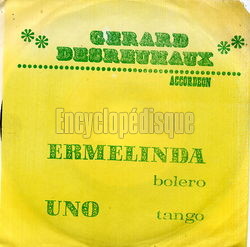 GERARD
DESREUMAUX
ACCORDEON
Encyclopédisque
ERMELINDA
bolero
UNO tango